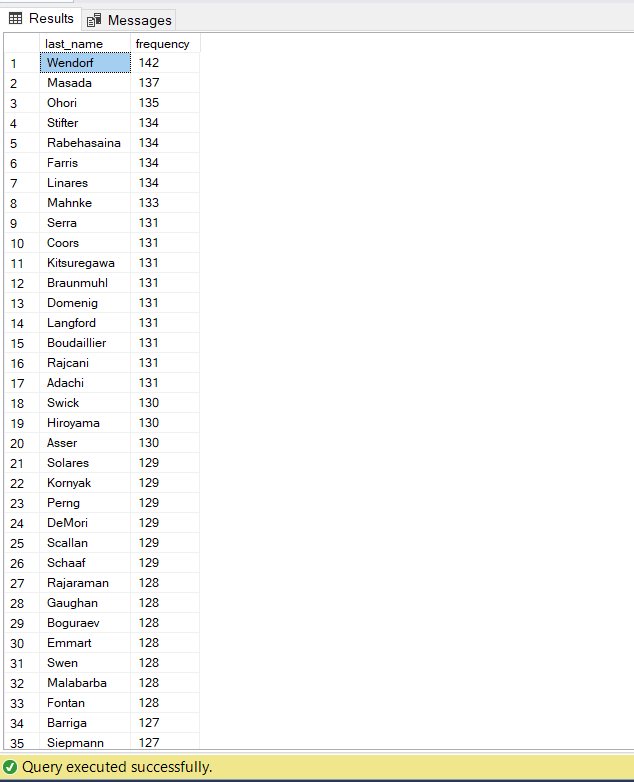 Results Messages
last_name frequency
1 Wendorf 142
2 Masada 137
3 Ohori 135
4 Stifter 134
5 Rabehasaina 134
6 Farris 134
7 Linares 134
8 Mahnke 133
9 Serra 131
10 Coors 131
11 Kitsuregawa 131
12 Braunmuhl 131
13 Domenig 131
14 Langford 131
15 Boudaillier 131
16 Rajcani 131
17 Adachi 131
18 Swick 130
19 Hiroyama 130
20 Asser 130
21 Solares 129
22 Kornyak 129
23 Perng 129
24 DeMori 129
25 Scallan 129
26 Schaaf 129
27 Rajaraman 128
28 Gaughan 128
29 Boguraev 128
30 Emmart 128
31 Swen 128
32 Malabarba 128
33 Fontan 128
34 Barriga 127
35 Siepmann 127
Query executed successfully.